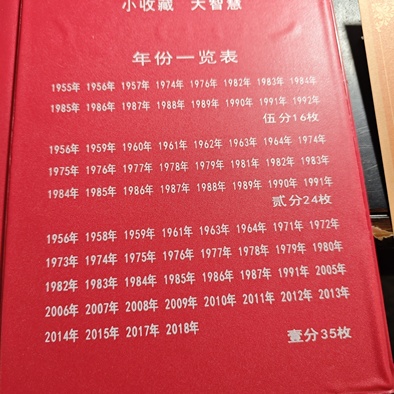 小收藏 大智慧
年份一览表
1955年 1956年 1957年 1974年 1976年 1982年 1983年 1984年
1985年 1986年 1987年 1988年 1989年 1990年 1991年 1992年
伍分16枚
1956年 1959年 1960年 1961年 1962年 1963年 1964年 1974年
1975年 1976年 1977年 1978年 1979年 1981年 1982年 1983年
1984年 1985年 1986年 1987年 1988年 1989年 1990年 1991年
贰分24枚
1956年 1958年 1959年 1961年 1963年 1964年 1971年 1972年
1973年 1974年 1975年 1976年 1977年 1978年 1979年 1980年
1982年 1983年 1984年 1985年 1986年 1987年 1991年 2005年
2006年 2007年 2008年 2009年 2010年 2011年 2012年 2013年
2014年 2015年 2017年 2018年
壹分35枚